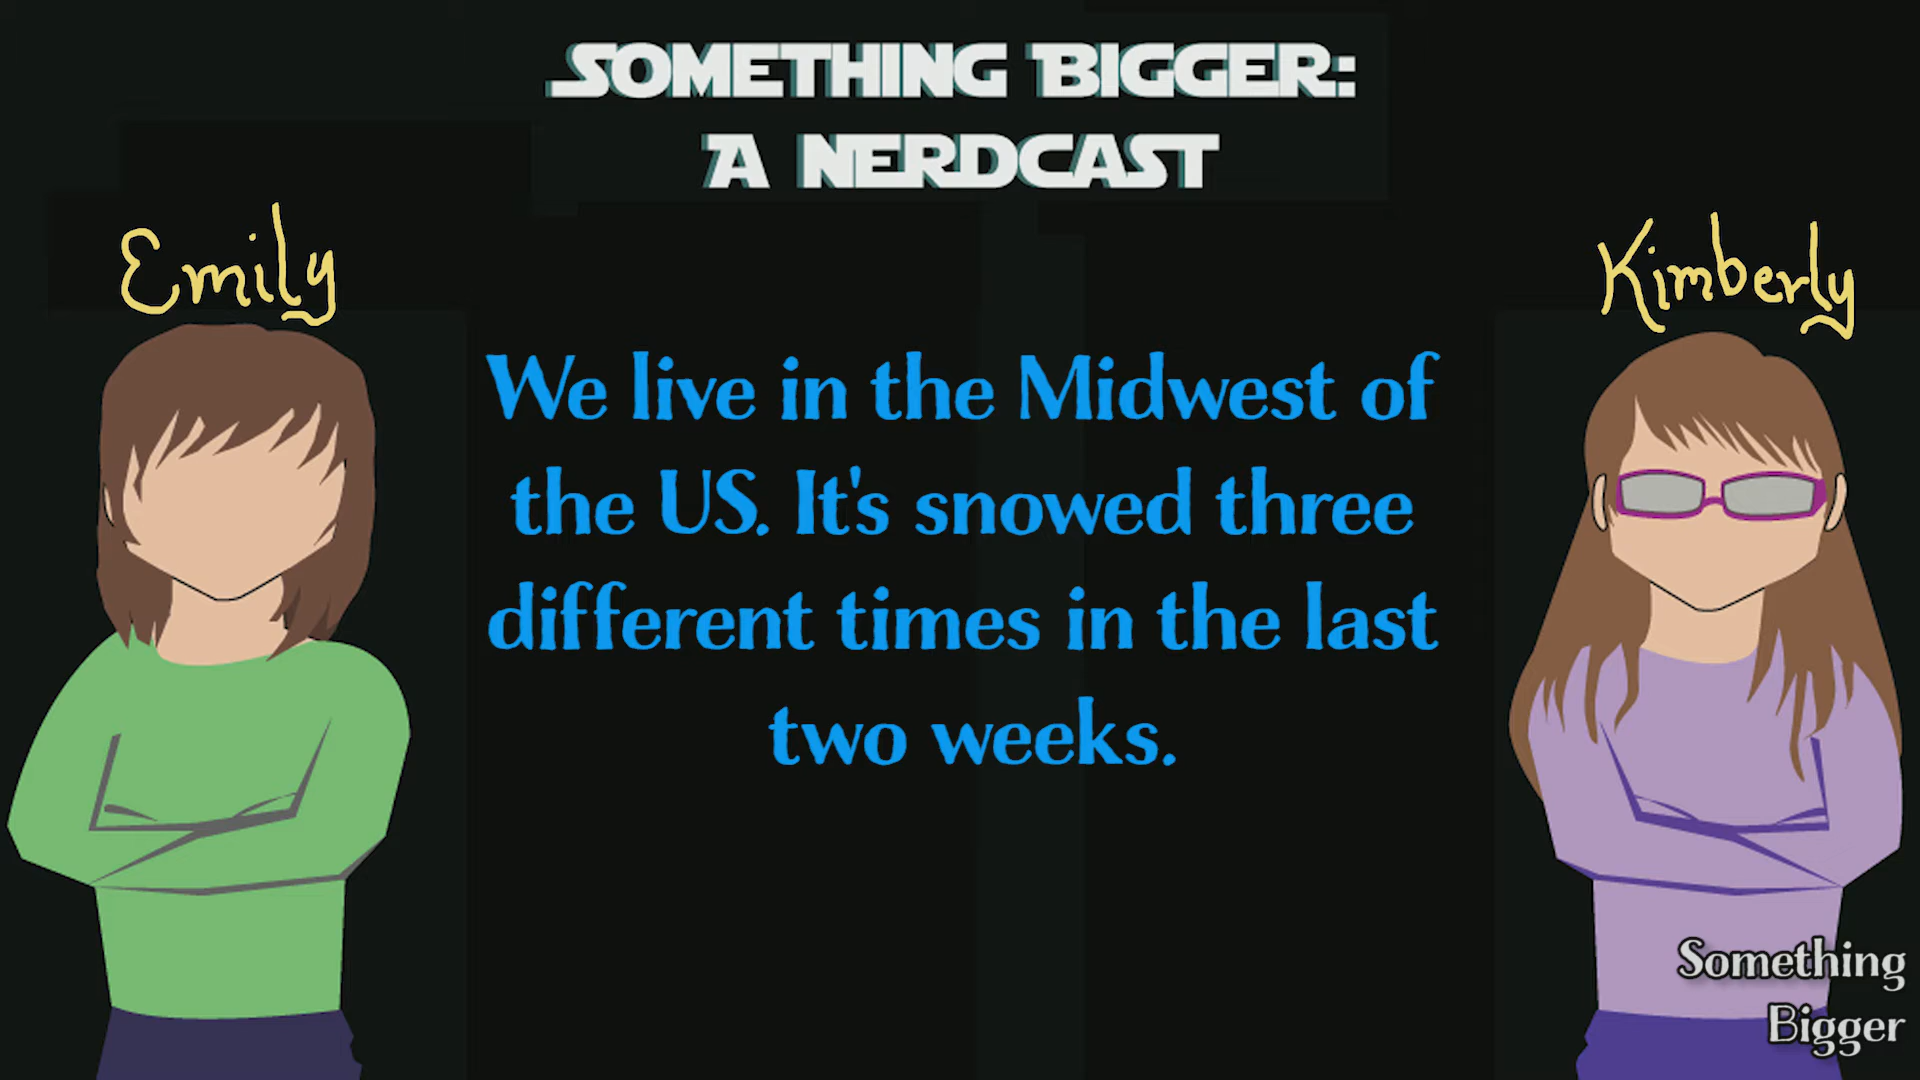 SOMETHING BIGGER:
A NERDCAST
Emily
Kimberly
We live in the Midwest of
the US. It's snowed three
different times in the last
two weeks.
Something
Bigger